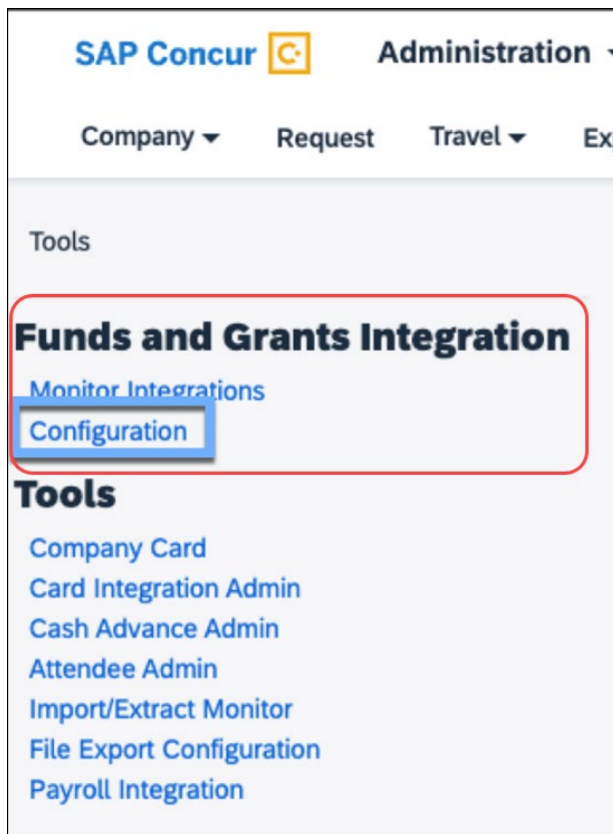 SAP Concur C Administration
Company Request Travel Ex
Tools
Funds and Grants Integration
Monitor Integrations
Configuration
Tools
Company Card
Card Integration Admin
Cash Advance Admin
Attendee Admin
Import/Extract Monitor
File Export Configuration
Payroll Integration